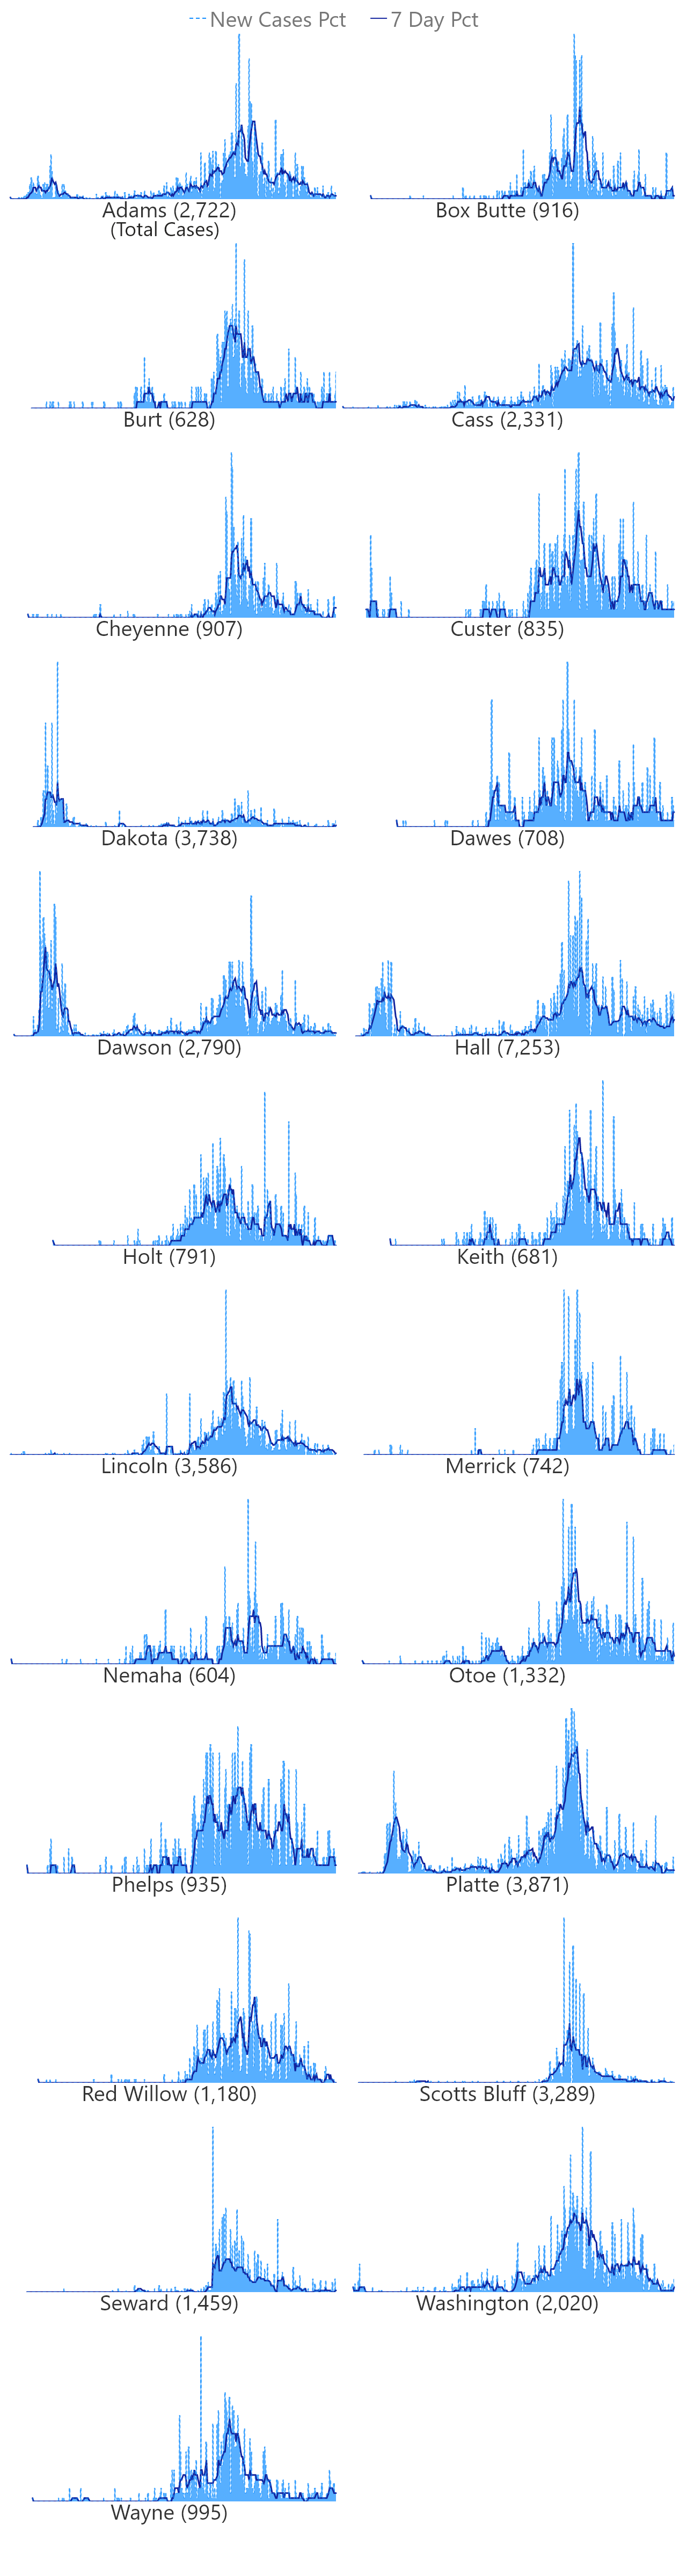 New Cases Pct 7 Day Pct
Adams (2,722) Box Butte (916)
(Total Cases)
Burt (628) Cass (2,331)
Cheyenne (907) Custer (835)
Dakota (3,738) Dawes (708)
Dawson (2,790) Hall (7,253)
Holt (791) Keith (681)
Lincoln (3,586) Merrick (742)
Nemaha (604) Otoe (1,332)
Phelps (935) Platte (3,871)
Red Willow (1,180) Scotts Bluff (3,289)
Seward (1,459) Washington (2,020)
Wayne (995)